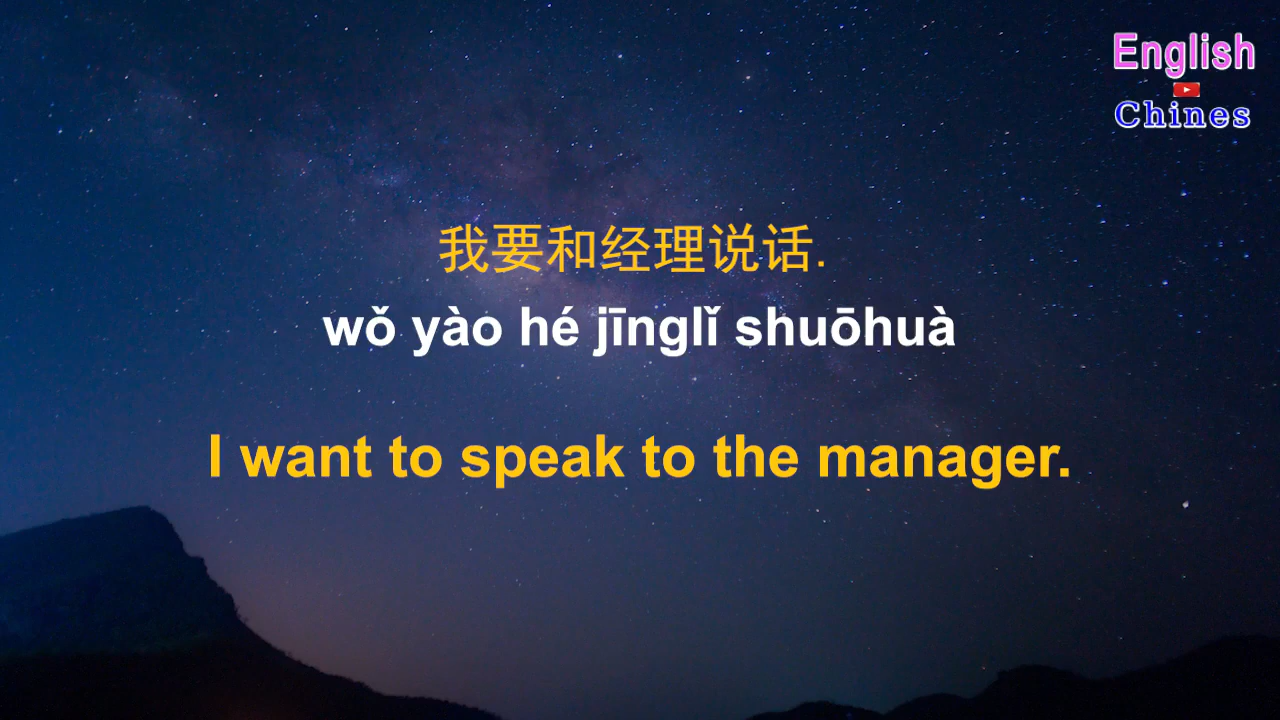 English
Chines
我要和经理说话.
wǒ yào hé jīnglǐ shuōhuà
I want to speak to the manager.